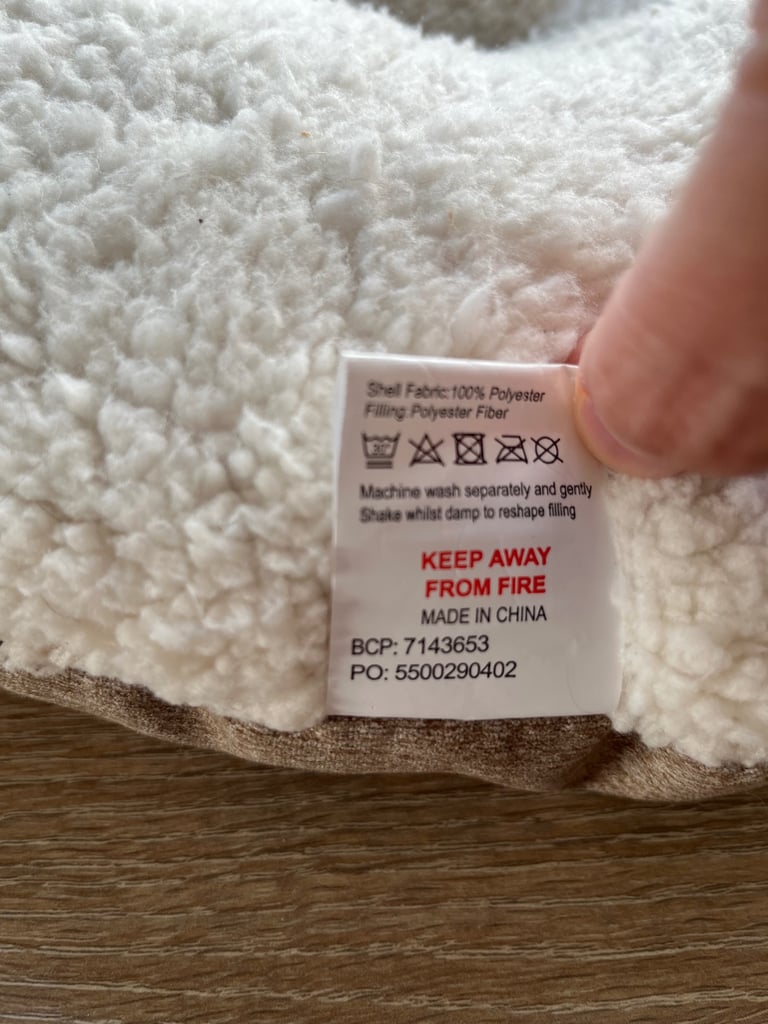 Shell Fabric:100% Polyester
Filling:Polyester Fiber
30°
Machine wash separately and gently
Shake whilst damp to reshape filling
KEEP AWAY
FROM FIRE
MADE IN CHINA
BCP: 7143653
PO: 5500290402